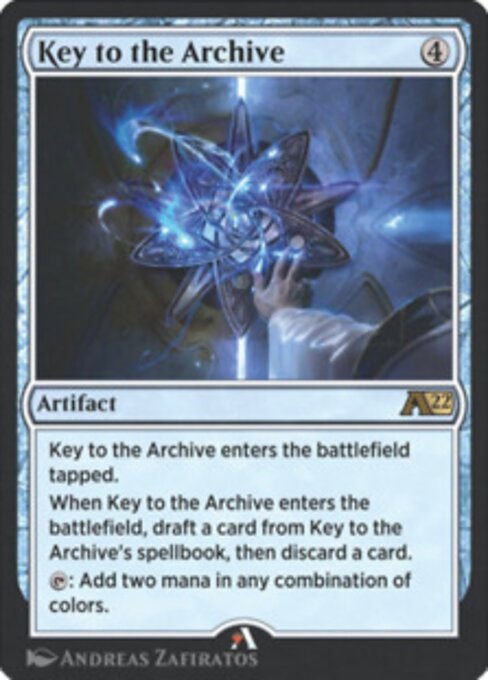 Key to the Archive 4
Artifact A22
Key to the Archive enters the battlefield
tapped.
When Key to the Archive enters the
battlefield, draft a card from Key to the
Archive's spellbook, then discard a card.
: Add two mana in any combination of
colors.
Andreas Zafiratos